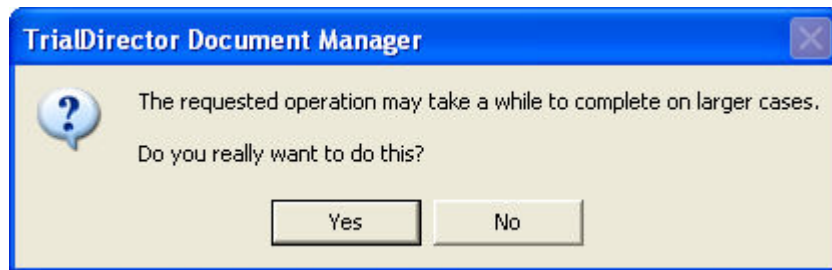 TrialDirector Document Manager
The requested operation may take a while to complete on larger cases.
Do you really want to do this?
Yes No